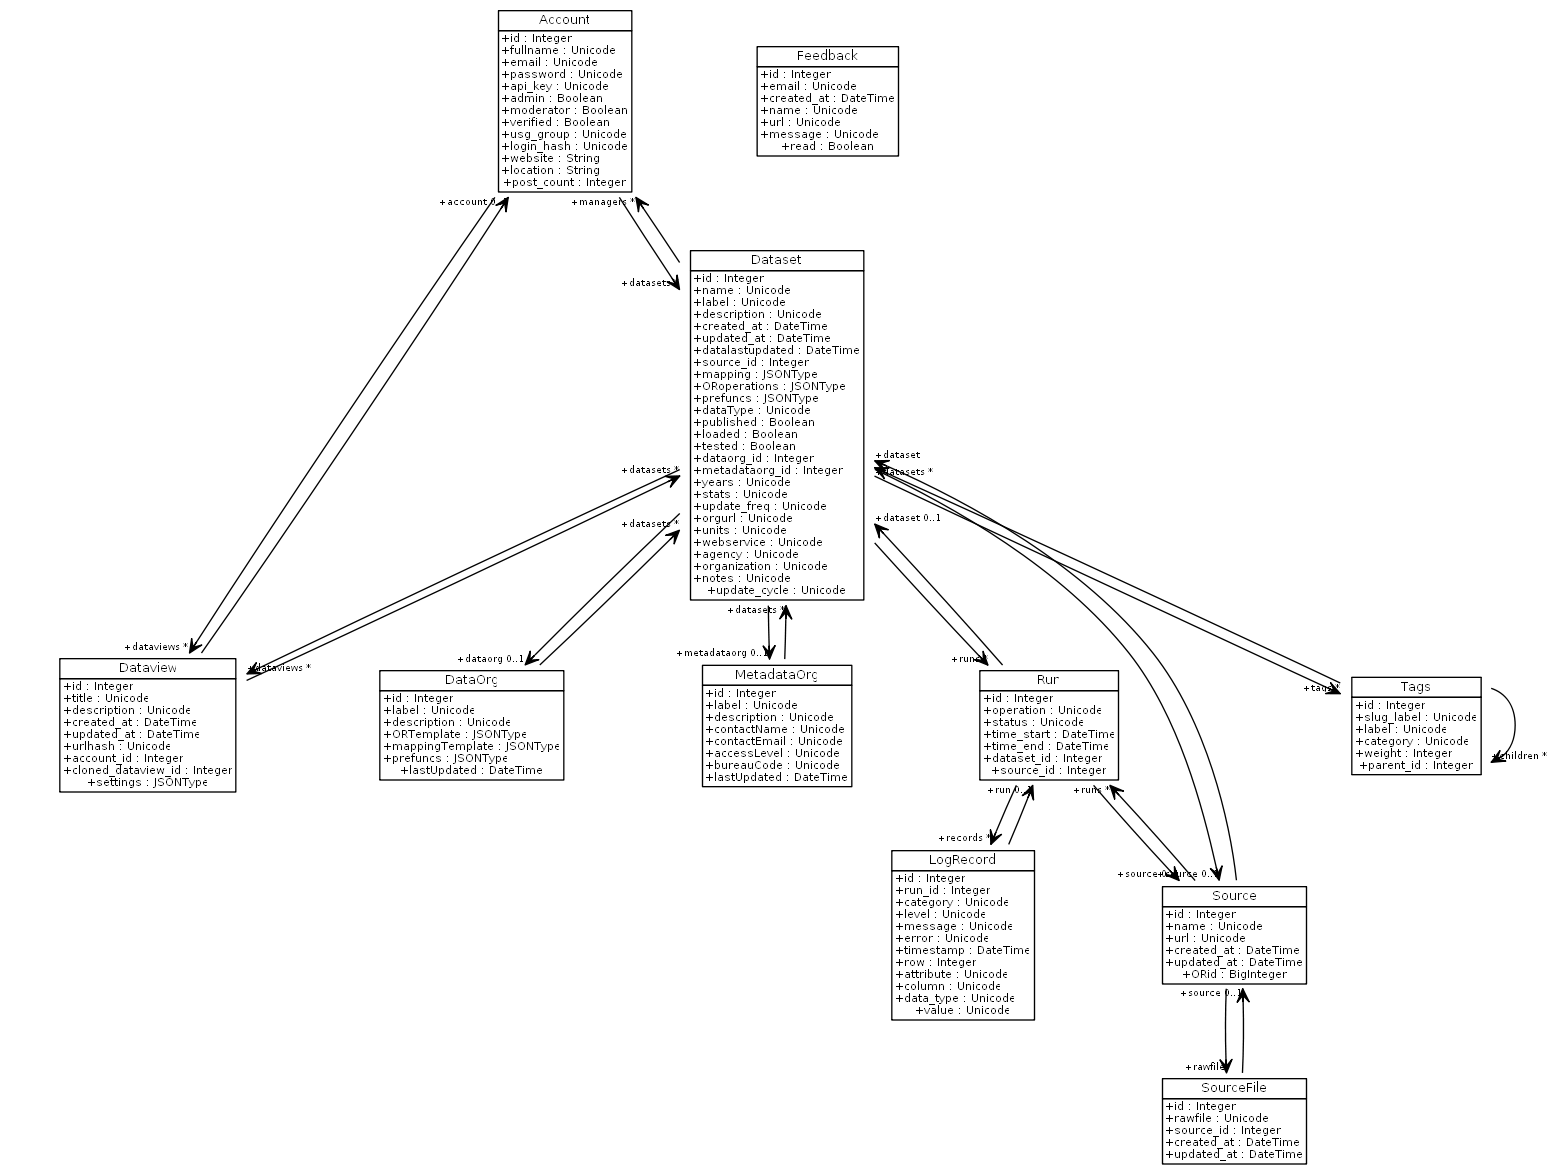 Account
+id : Integer
+fullname : Unicode
+email : Unicode
+password : Unicode
+api_key : Unicode
+admin : Boolean
+moderator : Boolean
+verified : Boolean
+usg_group : Unicode
+login_hash : Unicode
+website : String
+location : String
+post_count : Integer
Feedback
+id : Integer
+email : Unicode
+created_at : DateTime
+name : Unicode
+url : Unicode
+message : Unicode
+read : Boolean
+account 0..1
+managers *
+datasets
Dataset
+id : Integer
+name : Unicode
+label : Unicode
+description : Unicode
+created_at : DateTime
+updated_at : DateTime
+datalastupdated : DateTime
+source_id : Integer
+mapping : JSONType
+ORoperations : JSONType
+prefuncs : JSONType
+dataType : Unicode
+published : Boolean
+loaded : Boolean
+tested : Boolean
+dataorg_id : Integer
+metadataorg_id : Integer
+years : Unicode
+stats : Unicode
+update_freq : Unicode
+orgurl : Unicode
+units : Unicode
+webservice : Unicode
+agency : Unicode
+organization : Unicode
+notes : Unicode
+update_cycle : Unicode
+datasets *
+datasets *
+dataset
+datasets *
+dataset 0..1
+datasets *
+dataviews *
+dataviews *
+dataorg 0..1
+metadataorg 0..1
+runs *
+tags *
Dataview
+id : Integer
+title : Unicode
+description : Unicode
+created_at : DateTime
+updated_at : DateTime
+urlhash : Unicode
+account_id : Integer
+cloned_dataview_id : Integer
+settings : JSONType
DataOrg
+id : Integer
+label : Unicode
+description : Unicode
+ORTemplate : JSONType
+mappingTemplate : JSONType
+prefuncs : JSONType
+lastUpdated : DateTime
MetadataOrg
+id : Integer
+label : Unicode
+description : Unicode
+contactName : Unicode
+contactEmail : Unicode
+accessLevel : Unicode
+bureauCode : Unicode
+lastUpdated : DateTime
Run
+id : Integer
+operation : Unicode
+status : Unicode
+time_start : DateTime
+time_end : DateTime
+dataset_id : Integer
+source_id : Integer
Tags
+id : Integer
+slug_label : Unicode
+label : Unicode
+category : Unicode
+weight : Integer
+parent_id : Integer
+children *
+run 0..1
+runs *
+records *
+source 0..1
+source 0..1
LogRecord
+id : Integer
+run_id : Integer
+category : Unicode
+level : Unicode
+message : Unicode
+error : Unicode
+timestamp : DateTime
+row : Integer
+attribute : Unicode
+column : Unicode
+data_type : Unicode
+value : Unicode
Source
+id : Integer
+name : Unicode
+url : Unicode
+created_at : DateTime
+updated_at : DateTime
+ORid : BigInteger
+source 0..1
+rawfile
SourceFile
+id : Integer
+rawfile : Unicode
+source_id : Integer
+created_at : DateTime
+updated_at : DateTime